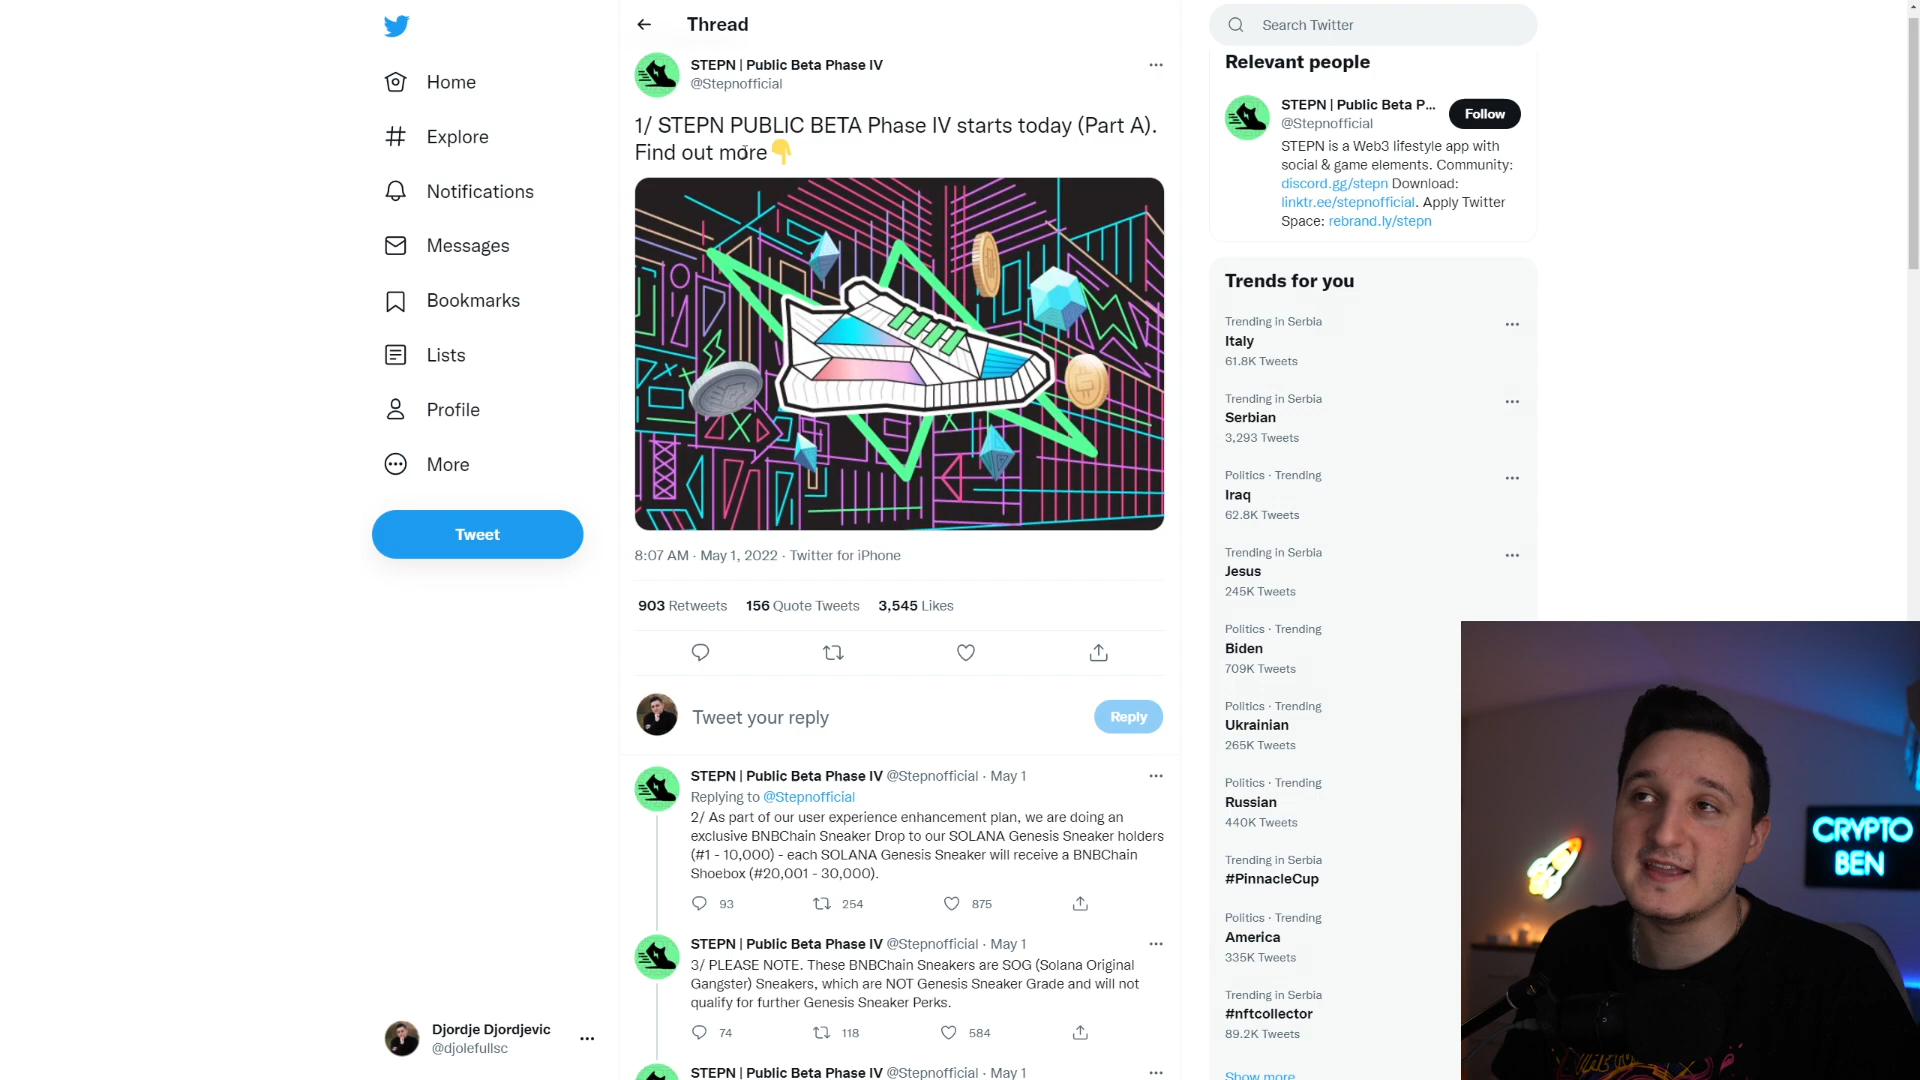 Home
Explore
Notifications
Messages
Bookmarks
Lists
Profile
More
Tweet
Djordje Djordjevic
@djolefullsc
Thread
STEPN | Public Beta Phase IV
@Stepnofficial
1/ STEPN PUBLIC BETA Phase IV starts today (Part A).
Find out more
8:07 AM · May 1, 2022 · Twitter for iPhone
903 Retweets 156 Quote Tweets 3,545 Likes
Tweet your reply
Reply
STEPN | Public Beta Phase IV @Stepnofficial · May 1
Replying to @Stepnofficial
2/ As part of our user experience enhancement plan, we are doing an
exclusive BNBChain Sneaker Drop to our SOLANA Genesis Sneaker holders
(#1 - 10,000) - each SOLANA Genesis Sneaker will receive a BNBChain
Shoebox (#20,001 - 30,000).
93 254 875
STEPN | Public Beta Phase IV @Stepnofficial · May 1
3/ PLEASE NOTE. These BNBChain Sneakers are SOG (Solana Original
Gangster) Sneakers, which are NOT Genesis Sneaker Grade and will not
qualify for further Genesis Sneaker Perks.
74 118 584
STEPN | Public Beta Phase IV @Stepnofficial · May 1
Search Twitter
Relevant people
STEPN | Public Beta P...
@Stepnofficial
Follow
STEPN is a Web3 lifestyle app with
social & game elements. Community:
discord.gg/stepn Download:
linktr.ee/stepnofficial. Apply Twitter
Space: rebrand.ly/stepn
Trends for you
Trending in Serbia
Italy
61.8K Tweets
Trending in Serbia
Serbian
3,293 Tweets
Politics · Trending
Iraq
62.8K Tweets
Trending in Serbia
Jesus
245K Tweets
Politics · Trending
Biden
709K Tweets
Politics · Trending
Ukrainian
265K Tweets
Politics · Trending
Russian
440K Tweets
Trending in Serbia
#PinnacleCup
Politics · Trending
America
335K Tweets
Trending in Serbia
#nftcollector
89.2K Tweets
Show more
CRYPTO
BEN